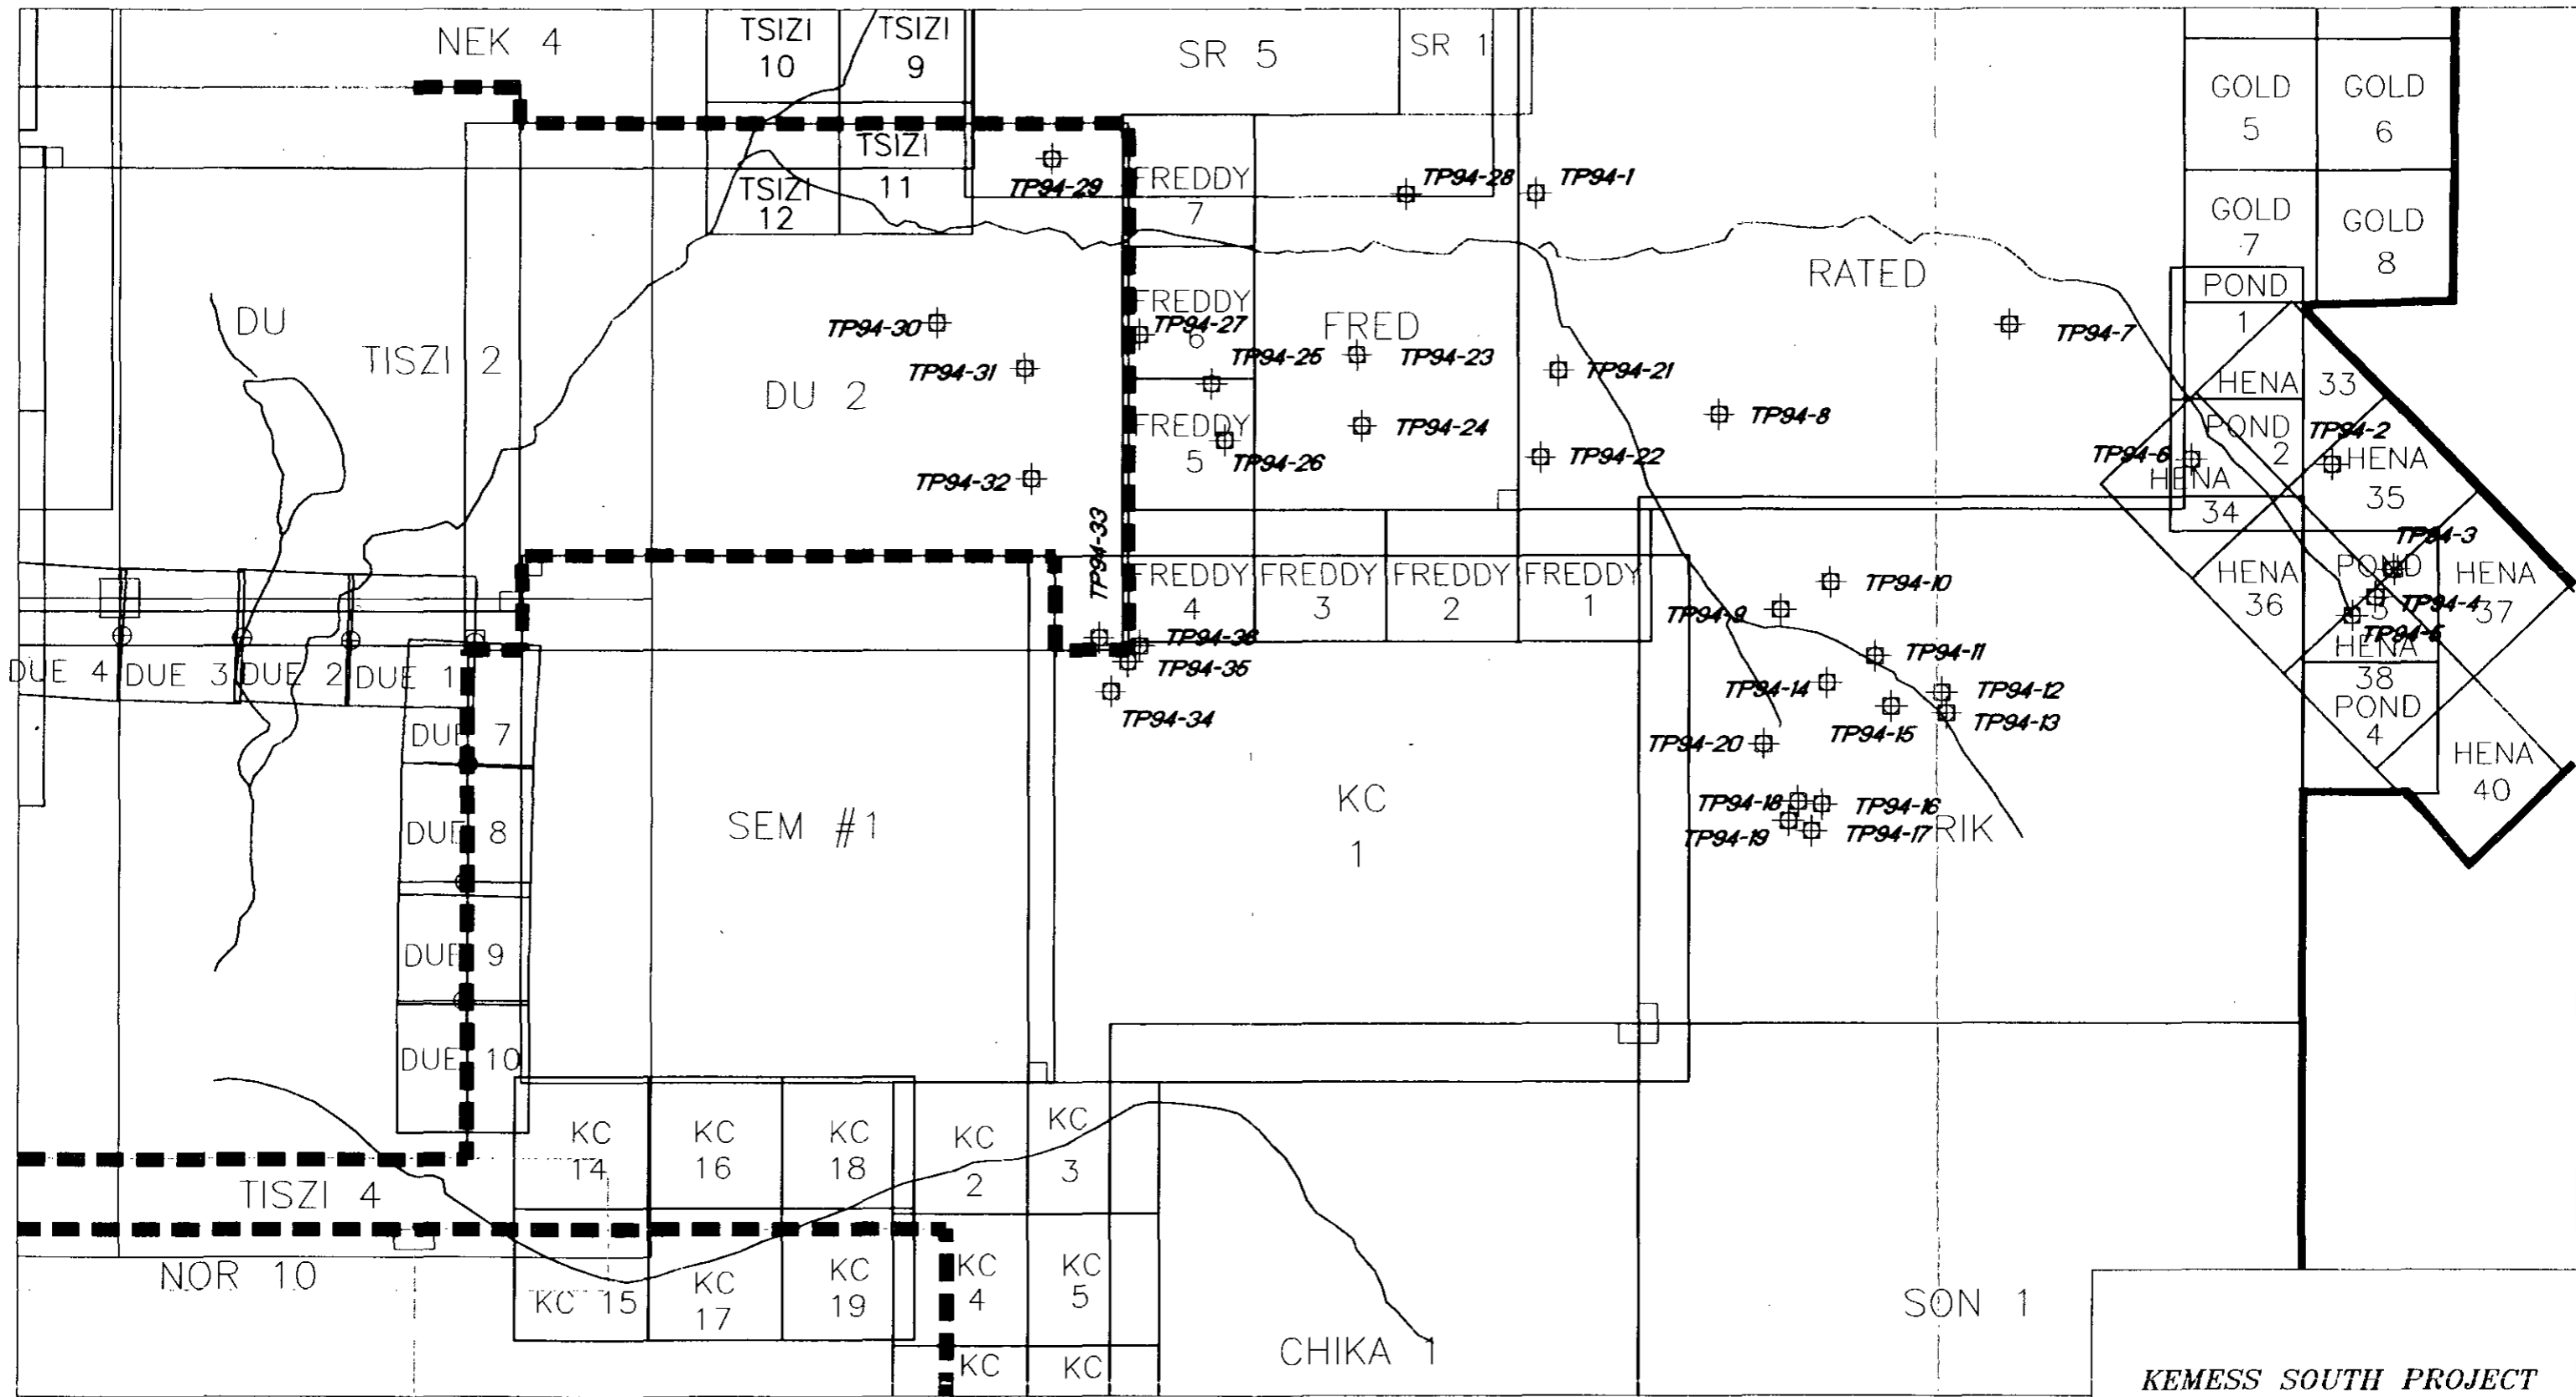 NEK 4
TSIZI
10
TSIZI
9
SR 5
SR 1
GOLD
5
GOLD
6
TSIZI
11
TSIZI
12
TP94-29
FREDDY
7
TP94-28
TP94-1
GOLD
7
GOLD
8
RATED
POND
1
DU
TISZI 2
TP94-30
TP94-31
DU 2
FREDDY
6
TP94-27
FRED
TP94-25
TP94-23
TP94-21
TP94-7
HENA 33
TP94-8
FREDDY
5
TP94-26
TP94-24
TP94-22
POND
2
TP94-2
TP94-6
HENA
34
HENA
35
TP94-32
TP94-33
TP94-3
FREDDY
4
FREDDY
3
FREDDY
2
FREDDY
1
TP94-10
TP94-9
HENA
36
POND
3
HENA
37
TP94-4
TP94-5
TP94-36
TP94-35
TP94-34
TP94-11
TP94-14
TP94-12
TP94-13
TP94-15
TP94-20
HENA
38
POND
4
HENA
40
DUE 4
DUE 3
DUE 2
DUE 1
DUE 7
DUE 8
DUE 9
DUE 10
SEM #1
KC
1
TP94-18
TP94-16
TP94-19
TP94-17
RIK
KC
14
KC
16
KC
18
KC
2
KC
3
TISZI 4
NOR 10
KC 15
KC
17
KC
19
KC
4
KC
5
KC
KC
CHIKA 1
SON 1
KEMESS SOUTH PROJECT